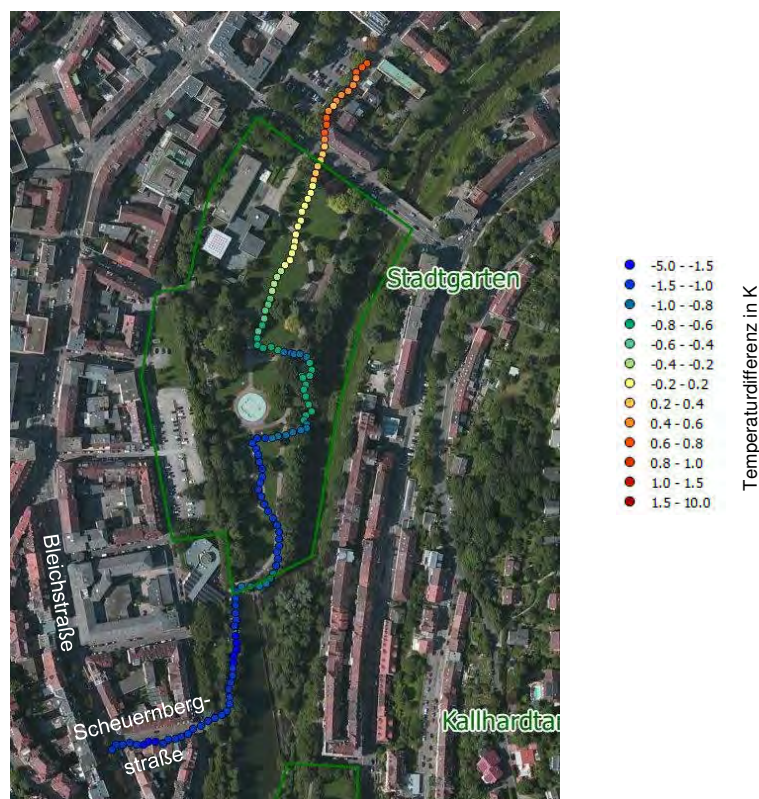 Stadtgarten
Bleichstraße
Scheuernberg-
straße
Kallhardtar
-5.0 - -1.5
-1.5 - -1.0
-1.0 - -0.8
-0.8 - -0.6
-0.6 - -0.4
-0.4 - -0.2
-0.2 - 0.2
0.2 - 0.4
0.4 - 0.6
0.6 - 0.8
0.8 - 1.0
1.0 - 1.5
1.5 - 10.0
Temperaturdifferenz in K